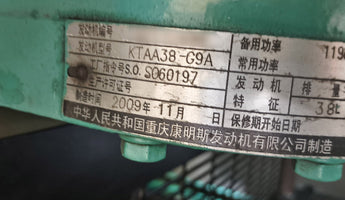 发动机编号
发动机型号 KTAA38-G9A 备用功率 119
工厂指令号S.O. SO60197 常用功率
生产许可证号 发动机 排量
制造时间 2009年11月 日 特征 38L
保修期开始日期
中华人民共和国重庆康明斯发动机有限公司制造